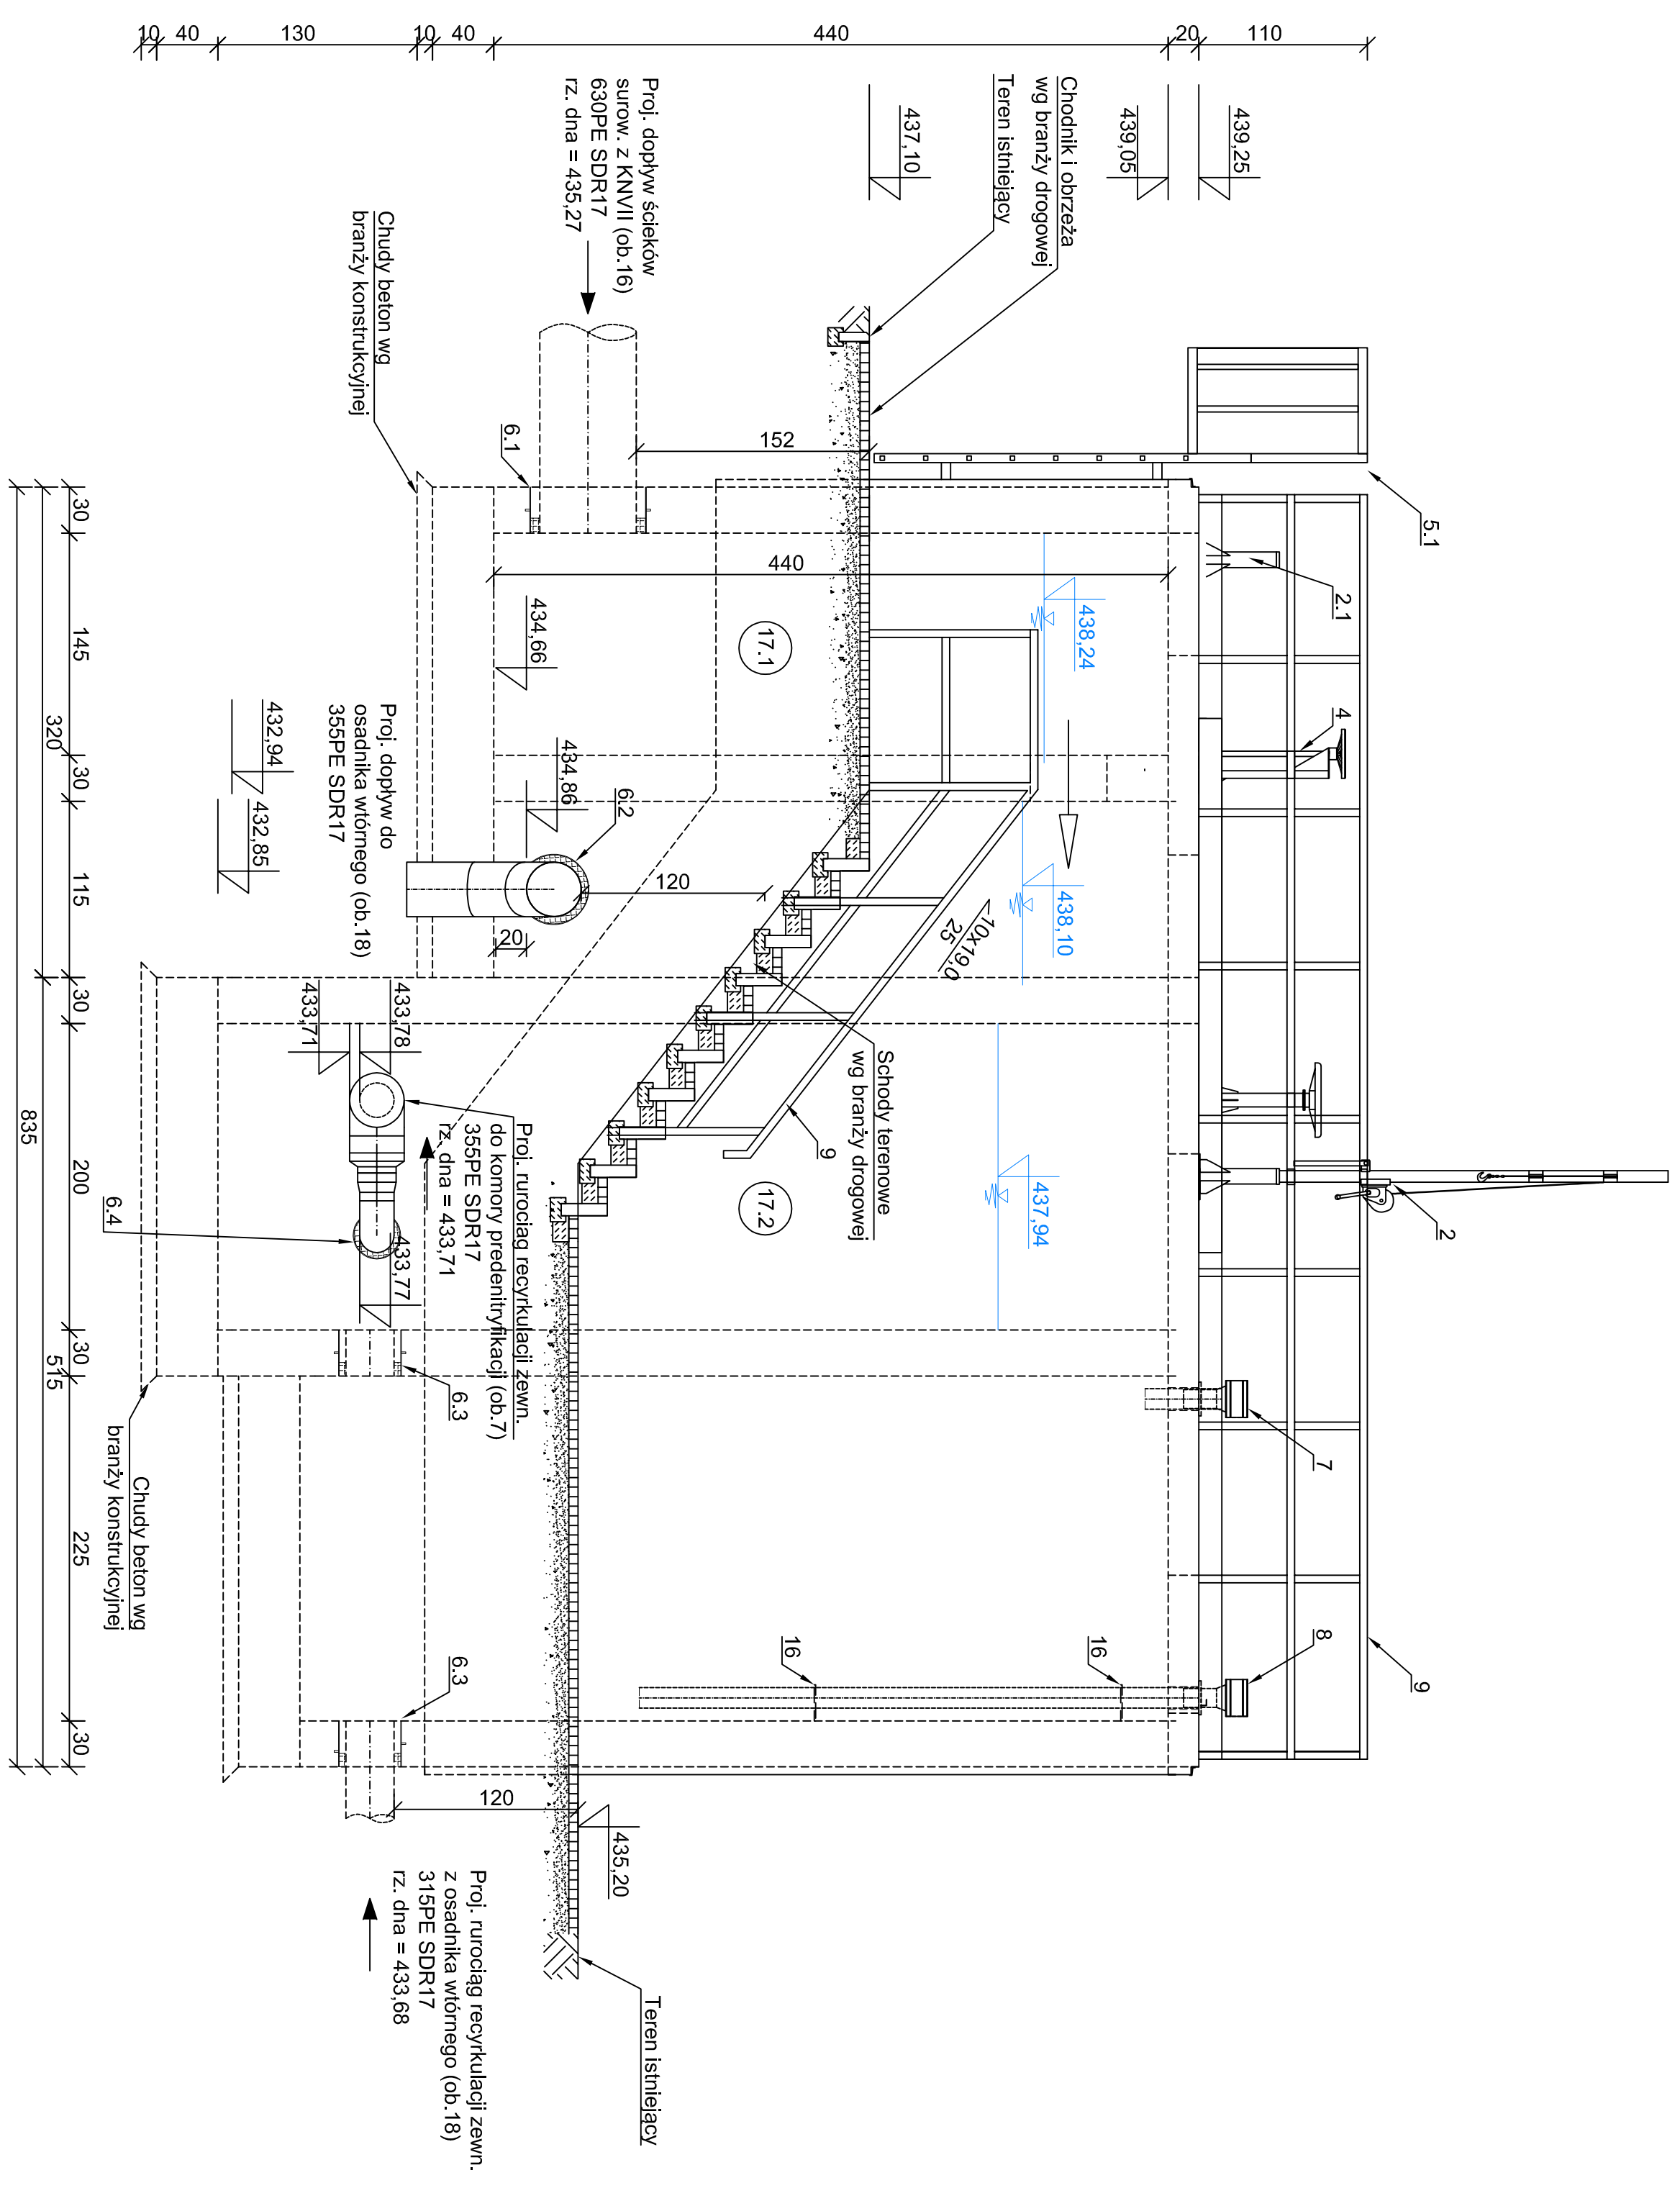 10
40
130
10
40
440
20
110
439,25
439,05
437,10
Chodnik i obrzeża
wg branży drogowej
Teren istniejący
Proj. dopływ ścieków
surow. z KNVII (ob.16)
630PE SDR17
rz. dna = 435,27
Chudy beton wg
branży konstrukcyjnej
6.1
152
5.1
2.1
4
440
438,24
17.1
434,66
434,86
6.2
432,94
432,85
Proj. dopływ do
osadnika wtórnego (ob.18)
355PE SDR17
120
20
438,10
10x19,0
25
433,78
433,71
Schody terenowe
wg branży drogowej
9
437,94
17.2
2
Proj. rurociąg recyrkulacji zewn.
do komory predenitryfikacji (ob.7)
355PE SDR17
rz. dna = 433,71
6.4
433,77
6.3
7
Chudy beton wg
branży konstrukcyjnej
16
16
8
9
6.3
120
435,20
Teren istniejący
Proj. rurociąg recyrkulacji zewn.
z osadnika wtórnego (ob.18)
315PE SDR17
rz. dna = 433,68
30
145
30
115
30
200
30
225
30
320
515
835